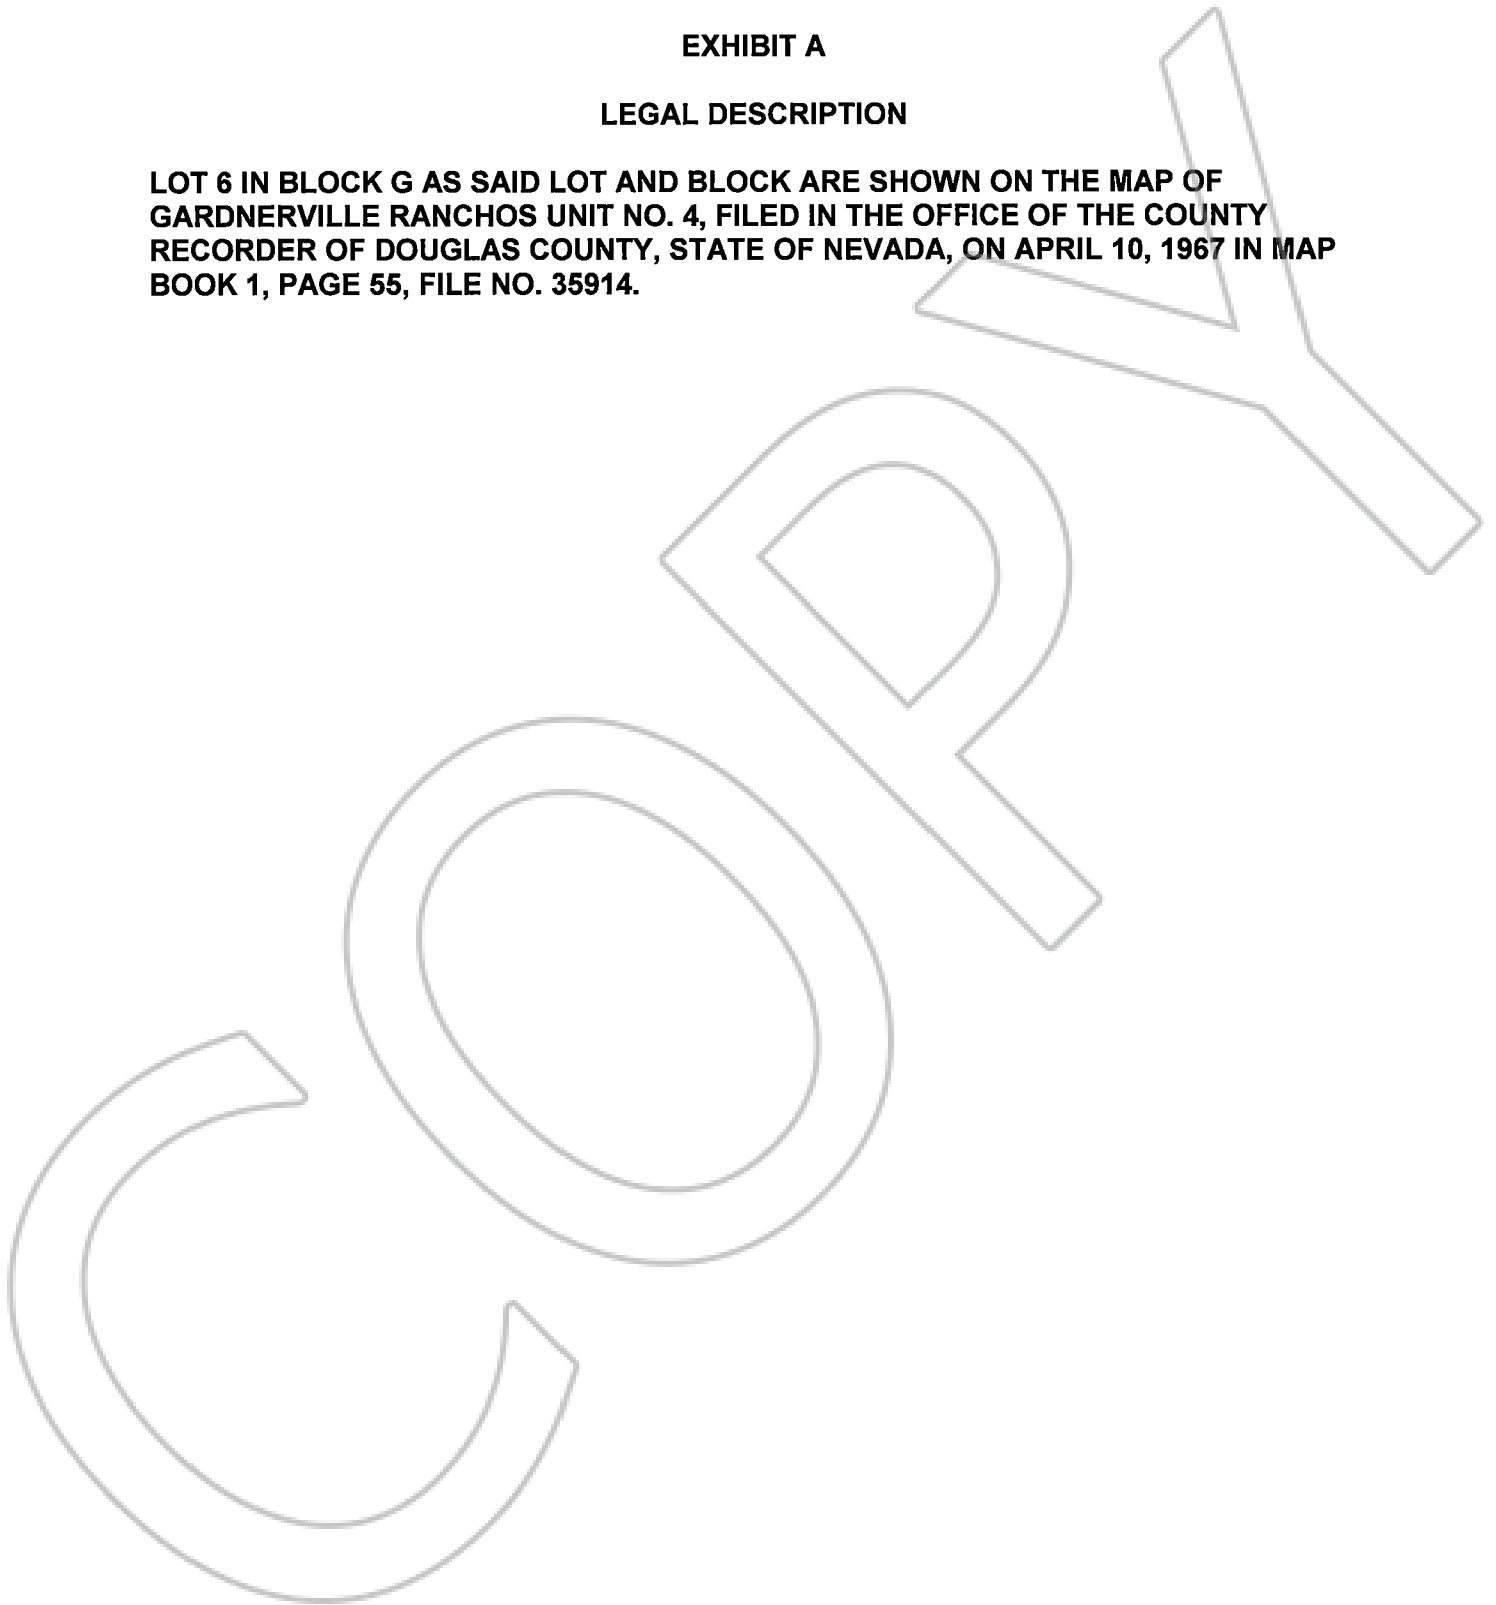 EXHIBIT A
LEGAL DESCRIPTION
LOT 6 IN BLOCK G AS SAID LOT AND BLOCK ARE SHOWN ON THE MAP OF
GARDNERVILLE RANCHOS UNIT NO. 4, FILED IN THE OFFICE OF THE COUNTY
RECORDER OF DOUGLAS COUNTY, STATE OF NEVADA, ON APRIL 10, 1967 IN MAP
BOOK 1, PAGE 55, FILE NO. 35914.
COPY